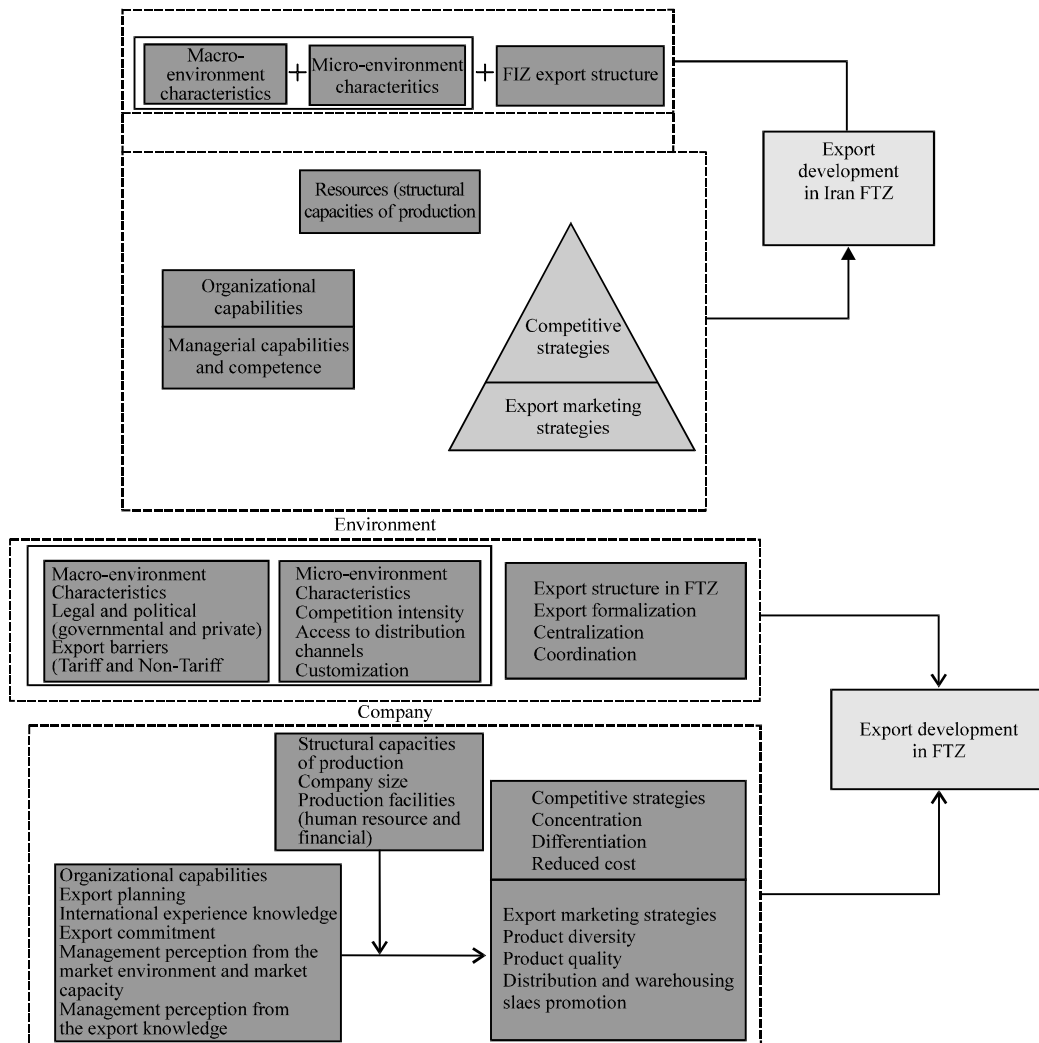 Macro-
environment
characteristics
+
Micro-environment
characteritics
+
FIZ export structure
Export
development
in Iran FTZ
Resources (structural
capacities of production
Organizational
capabilities
Managerial capabilities
and competence
Competitive
strategies
Export marketing
strategies
Environment
Macro-environment
Characteristics
Legal and political
(governmental and private)
Export barriers
(Tariff and Non-Tariff
Micro-environment
Characteristics
Competition intensity
Access to distribution
channels
Customization
Export structure in FTZ
Export formalization
Centralization
Coordination
Export development
in FTZ
Company
Structural capacities
of production
Company size
Production facilities
(human resource and
financial)
Competitive strategies
Concentration
Differentiation
Reduced cost
Organizational capabilities
Export planning
International experience knowledge
Export commitment
Management perception from the
market environment and market
capacity
Management perception from
the export knowledge
Export marketing strategies
Product diversity
Product quality
Distribution and warehousing
slaes promotion